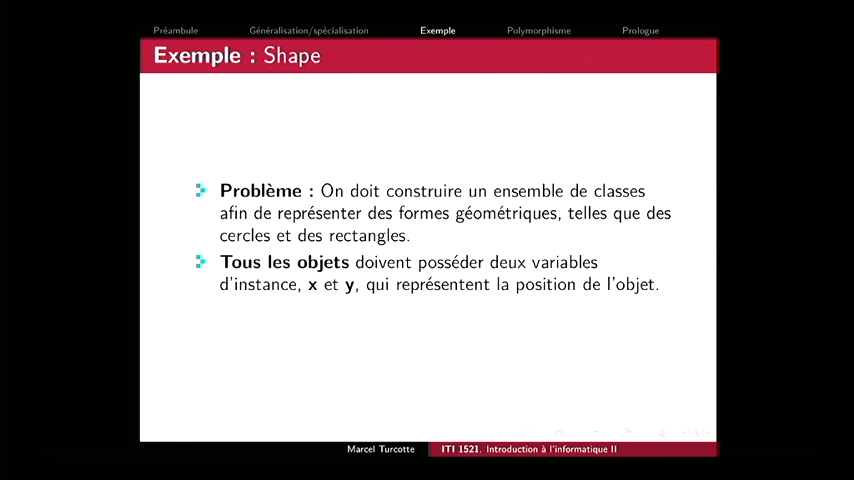 Préambule Généralisation/spécialisation Exemple Polymorphisme Prologue
Exemple : Shape
Problème : On doit construire un ensemble de classes
afin de représenter des formes géométriques, telles que des
cercles et des rectangles.
Tous les objets doivent posséder deux variables
d'instance, x et y, qui représentent la position de l'objet.
Marcel Turcotte ITI 1521. Introduction à l'informatique II